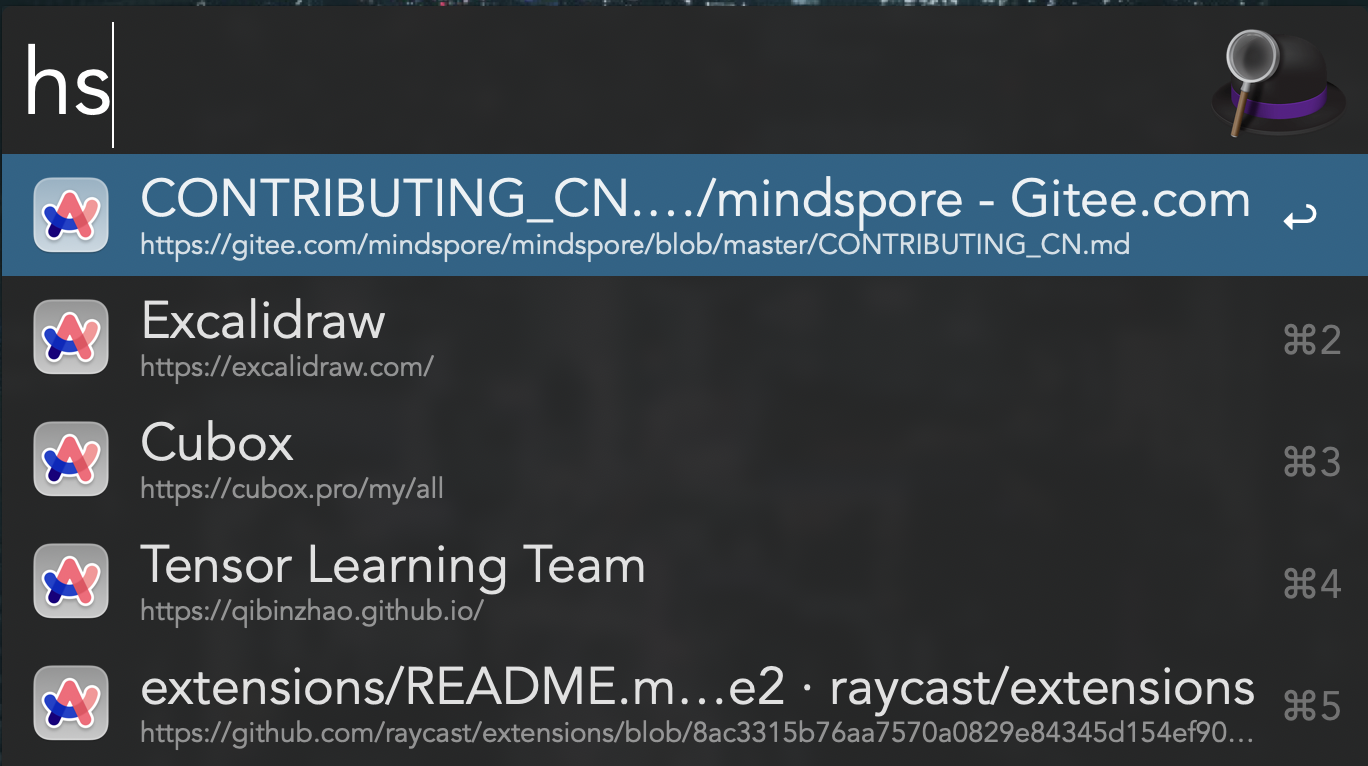 hs
CONTRIBUTING_CN..../mindspore - Gitee.com
https://gitee.com/mindspore/mindspore/blob/master/CONTRIBUTING_CN.md
Excalidraw
⌘2
https://excalidraw.com/
Cubox
⌘3
https://cubox.pro/my/all
Tensor Learning Team
⌘4
https://qibinzhao.github.io/
extensions/README.m...e2 · raycast/extensions
⌘5
https://github.com/raycast/extensions/blob/8ac3315b76aa7570a0829e84345d154ef90...